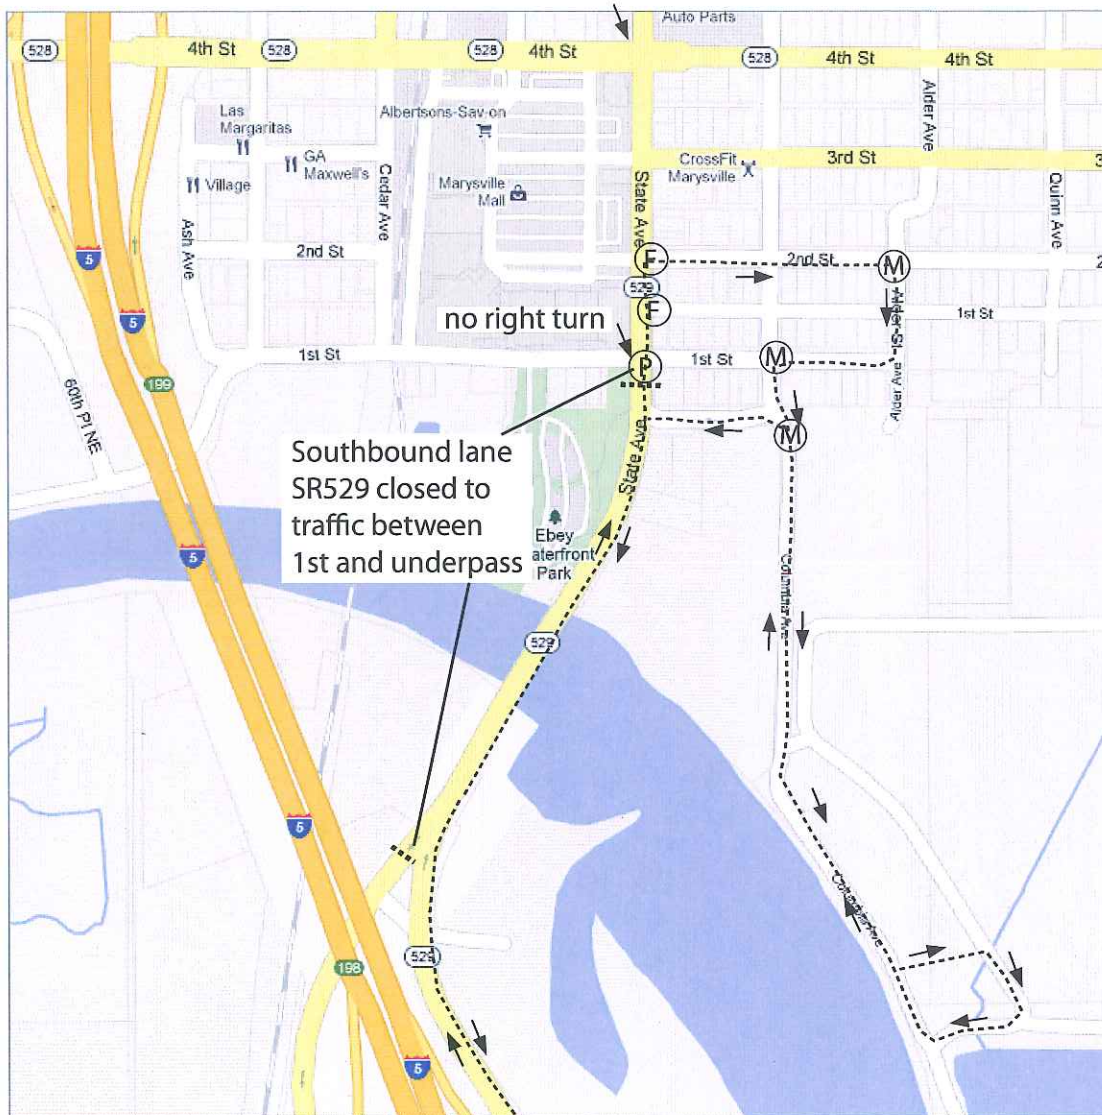 Auto Parts
528
4th St
528
528
4th St
528
4th St
4th St
Las
Margaritas
Albertsons-Sav-on
Alder Ave
GA
Maxwell's
Village
Cedar Ave
Marysville
Mall
CrossFit
Marysville
3rd St
3
State Ave
Quinn Ave
Ash Ave
2nd St
F
2nd St
M
2
5
529
5
no right turn
F
1st St
1st St
P
1st St
M
199
60th Pl NE
Alder Ave
M
Southbound lane
SR529 closed to
traffic between
1st and underpass
State Ave
Ebey
aterfront
Park
5
529
5
Columbia Ave
198
529
5